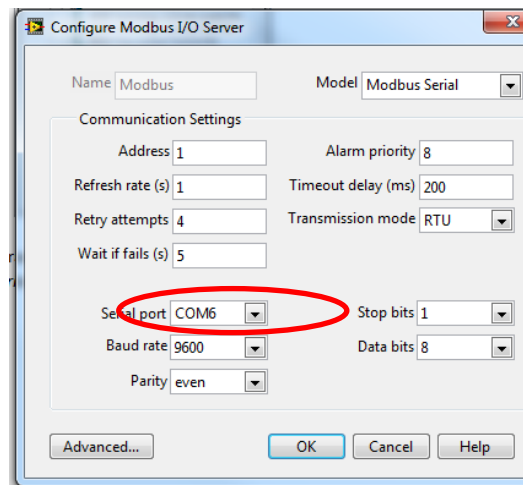 Configure Modbus I/O Server
Name Modbus Model Modbus Serial
Communication Settings
Address 1 Alarm priority 8
Refresh rate (s) 1 Timeout delay (ms) 200
Retry attempts 4 Transmission mode RTU
Wait if fails (s) 5
Serial port COM6 Stop bits 1
Baud rate 9600 Data bits 8
Parity even
Advanced... OK Cancel Help